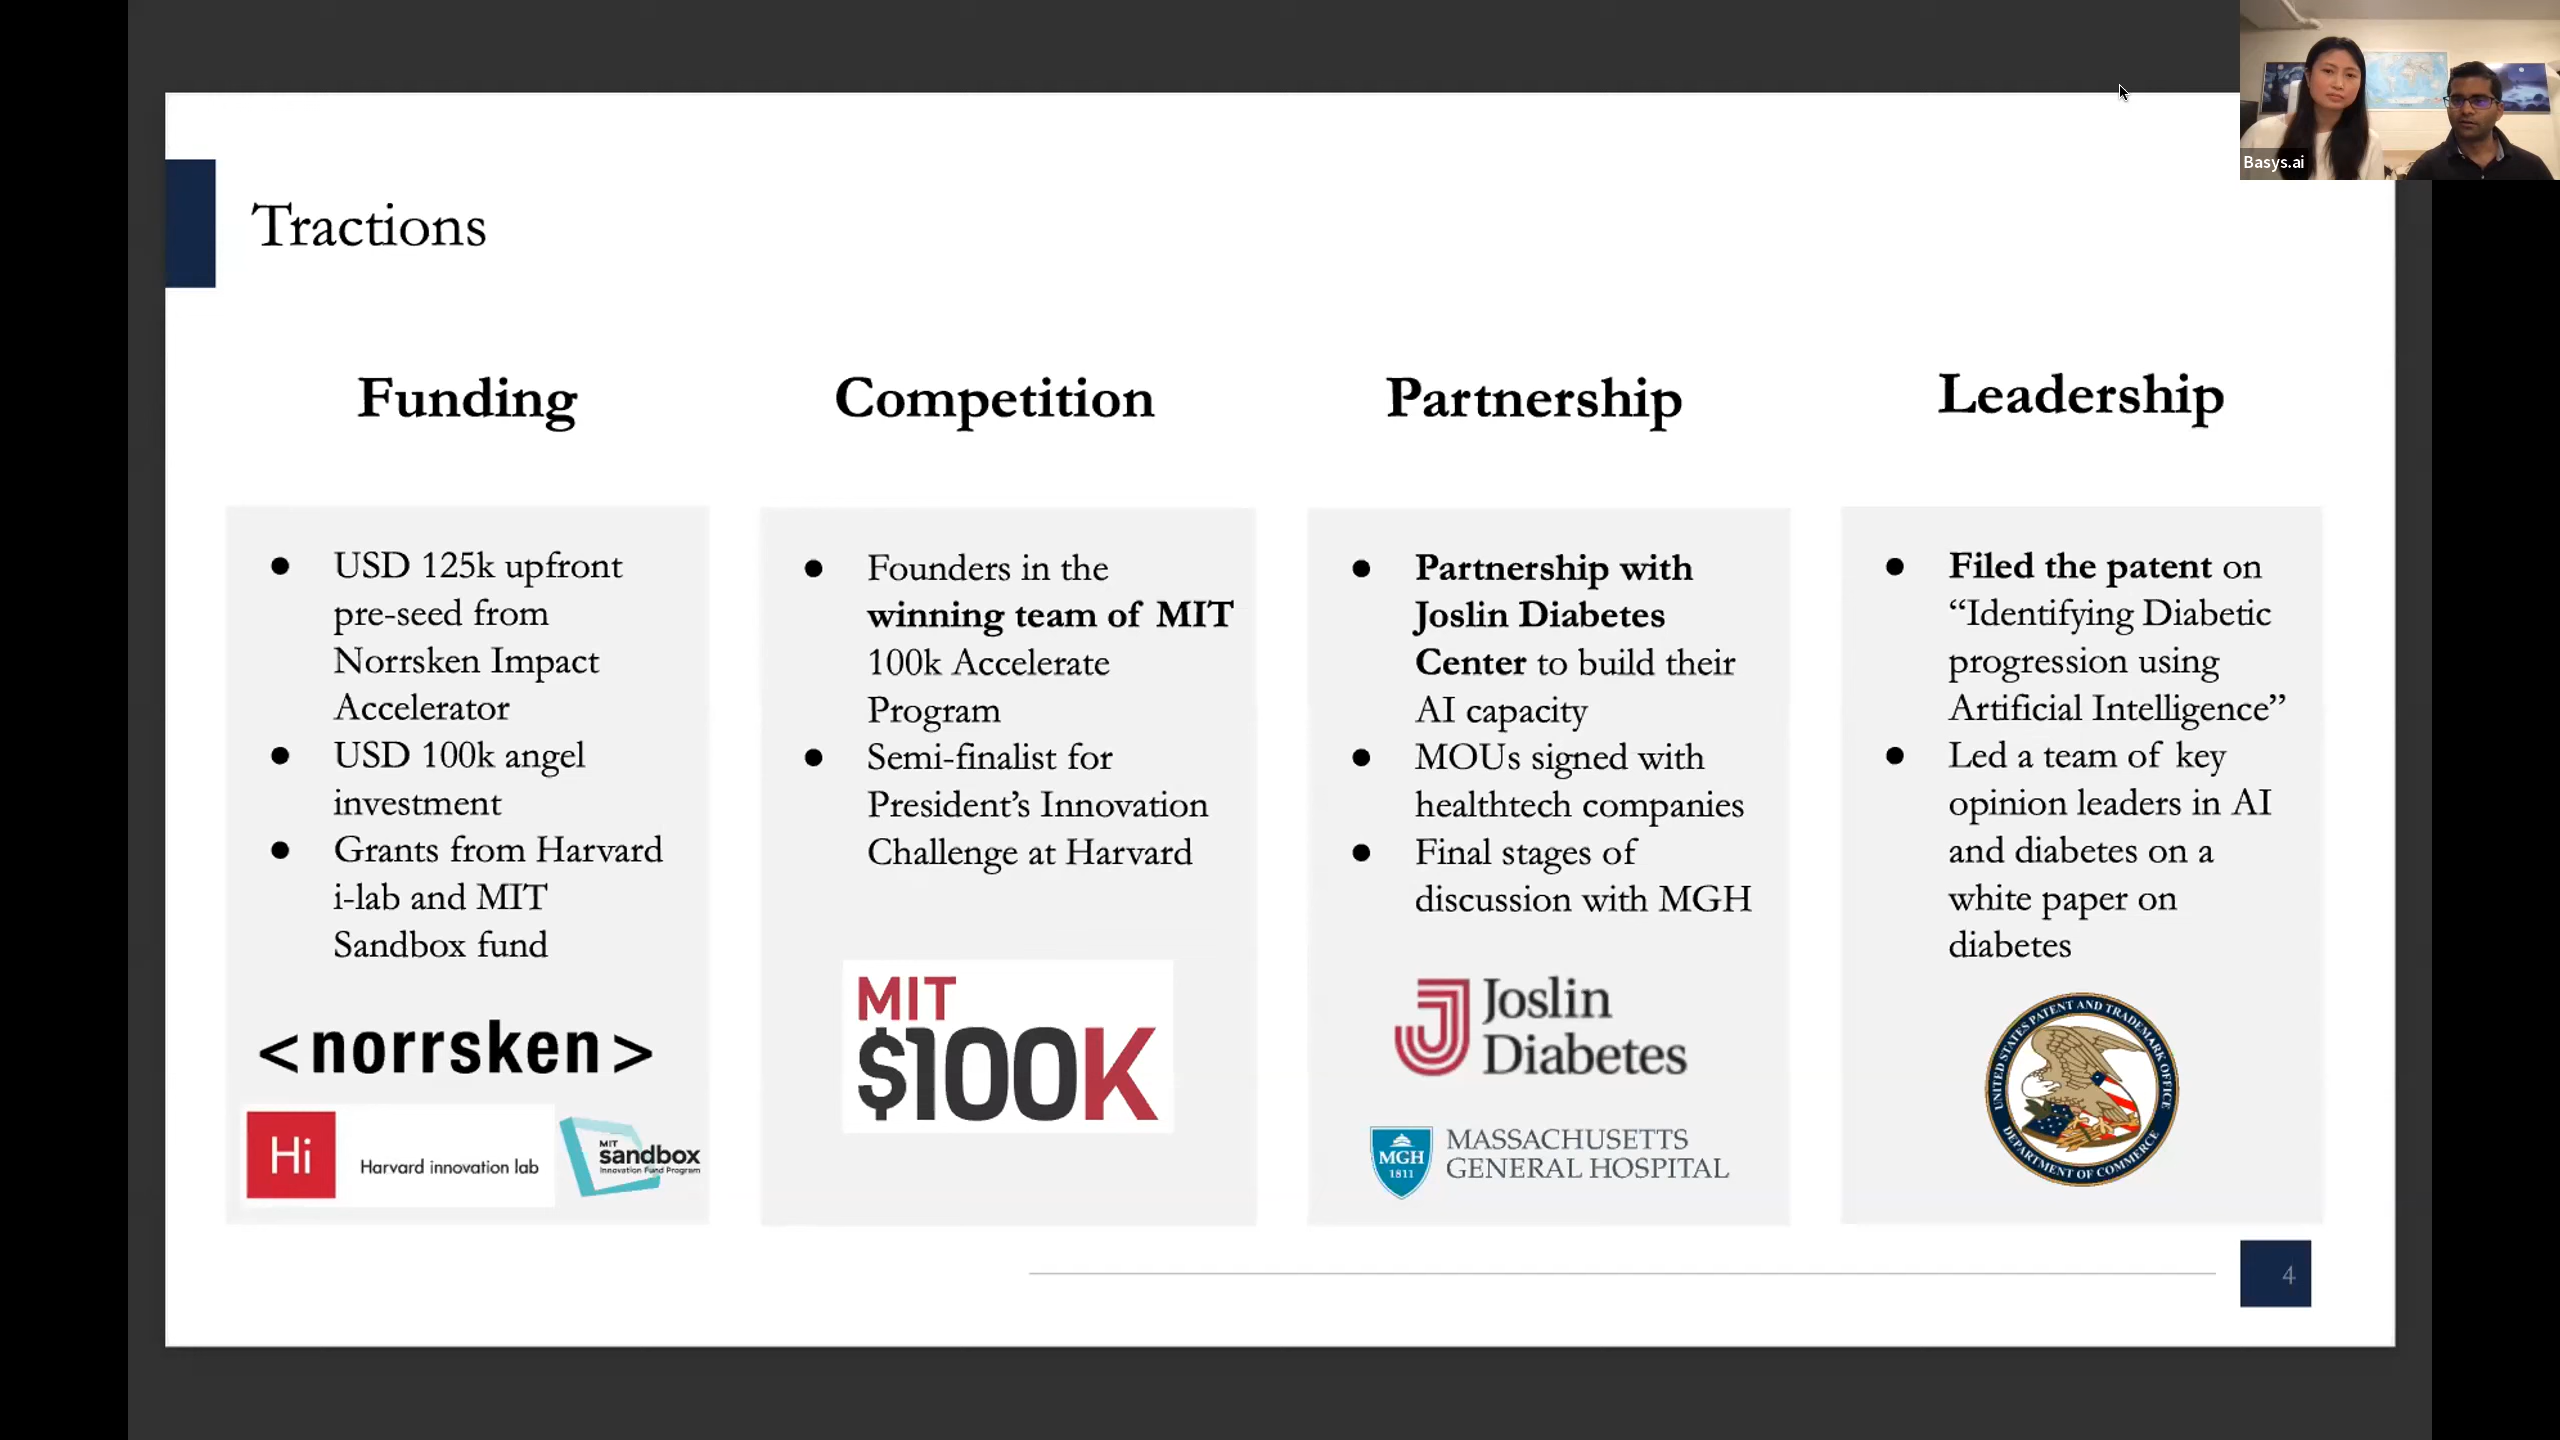 Basys.ai
Tractions
Funding
● USD 125k upfront
pre-seed from
Norrsken Impact
Accelerator
● USD 100k angel
investment
● Grants from Harvard
i-lab and MIT
Sandbox fund
<norrsken>
Hi
Harvard innovation lab
MIT
sandbox
Innovation Fund Program
Competition
● Founders in the
winning team of MIT
100k Accelerate
Program
● Semi-finalist for
President’s Innovation
Challenge at Harvard
MIT
$100K
Partnership
● Partnership with
Joslin Diabetes
Center to build their
AI capacity
● MOUs signed with
healthtech companies
● Final stages of
discussion with MGH
Joslin
Diabetes
MGH
1811
MASSACHUSETTS
GENERAL HOSPITAL
Leadership
● Filed the patent on
“Identifying Diabetic
progression using
Artificial Intelligence”
● Led a team of key
opinion leaders in AI
and diabetes on a
white paper on
diabetes
UNITED STATES PATENT AND TRADEMARK OFFICE
DEPARTMENT OF COMMERCE
4